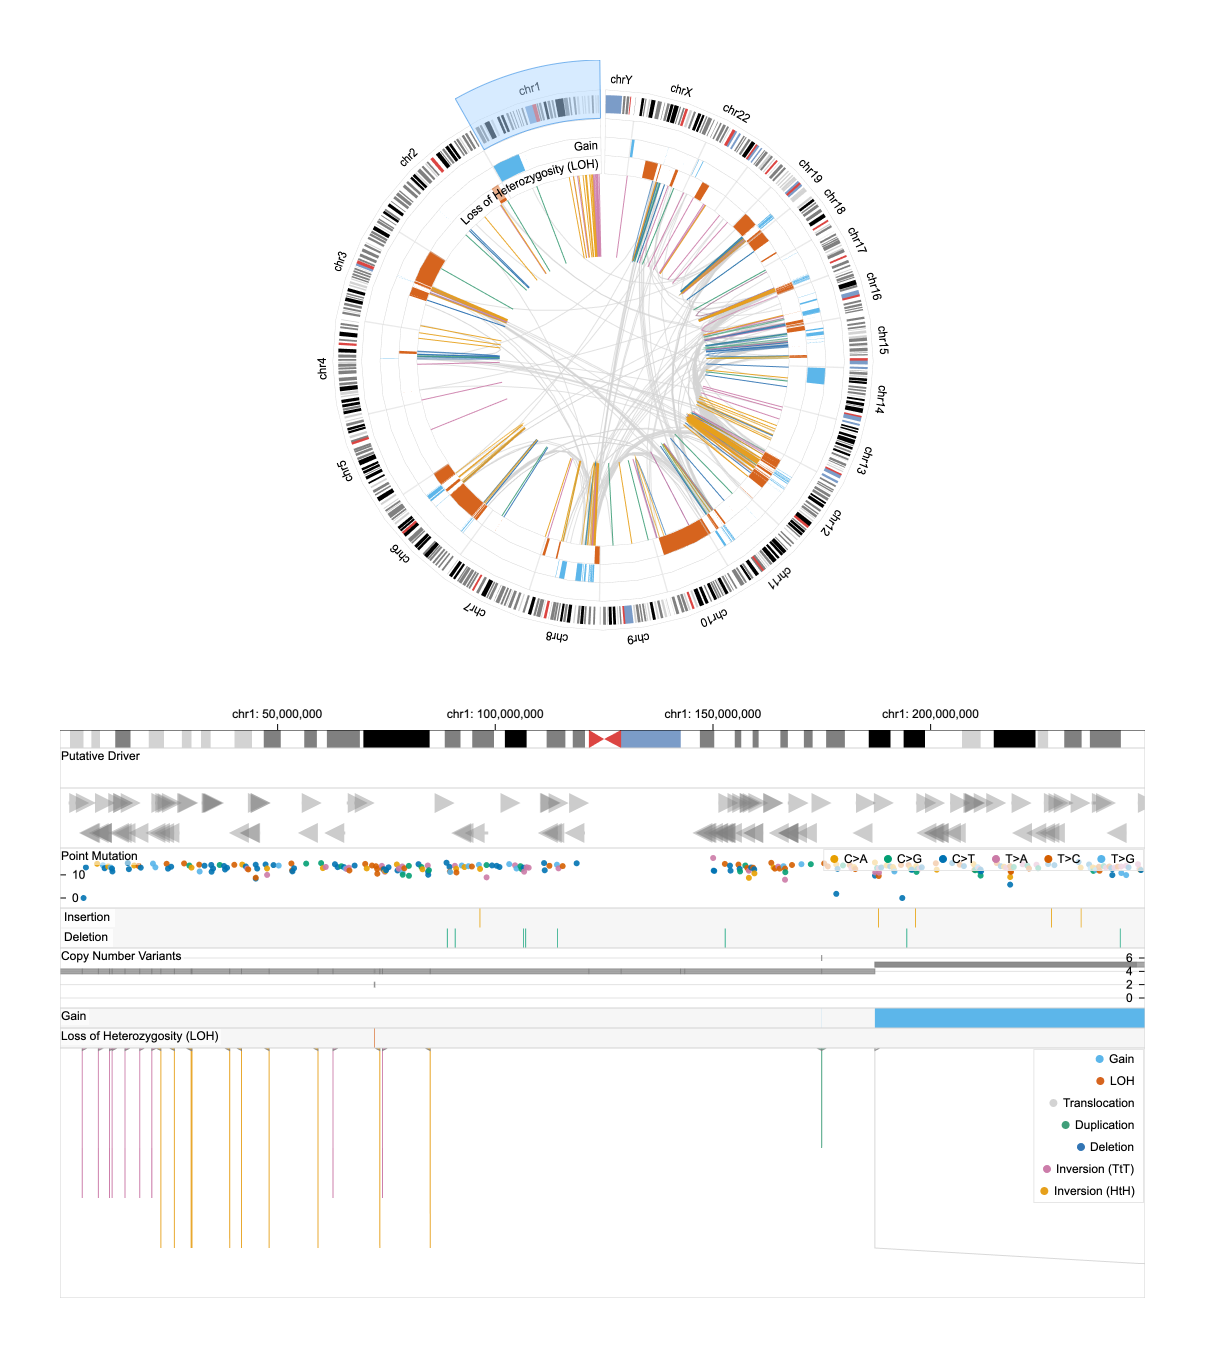 chr1
chrY
chrX
chr22
chr19
chr18
chr17
chr16
chr15
chr14
chr13
chr12
chr11
chr10
chr9
chr8
chr7
chr6
chr5
chr4
chr3
chr2
Gain
Loss of Heterozygosity (LOH)
chr1: 50,000,000 chr1: 100,000,000 chr1: 150,000,000 chr1: 200,000,000
Putative Driver
Point Mutation
C>A C>G C>T T>A T>C T>G
10
0
Insertion
Deletion
Copy Number Variants
6
4
2
0
Gain
Loss of Heterozygosity (LOH)
Gain
LOH
Translocation
Duplication
Deletion
Inversion (TtT)
Inversion (HtH)